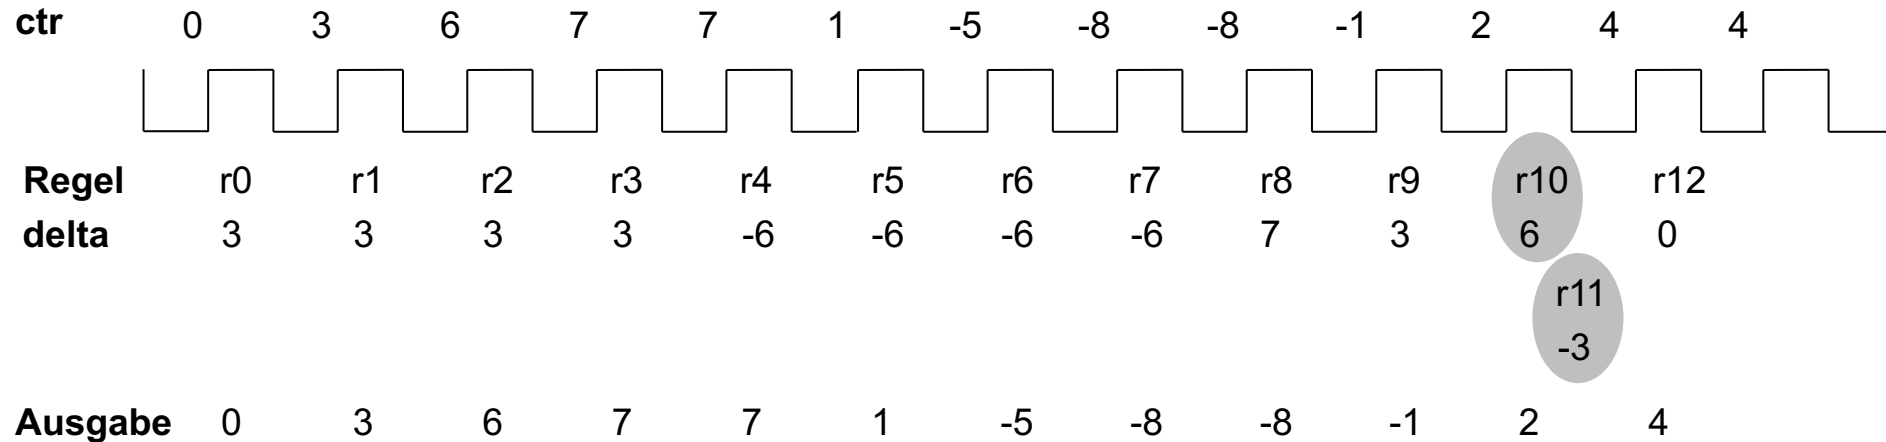 ctr 0 3 6 7 7 1 -5 -8 -8 -1 2 4 4
Regel r0 r1 r2 r3 r4 r5 r6 r7 r8 r9 r10 r12
delta 3 3 3 3 -6 -6 -6 -6 7 3 6 0
r11
-3
Ausgabe 0 3 6 7 7 1 -5 -8 -8 -1 2 4